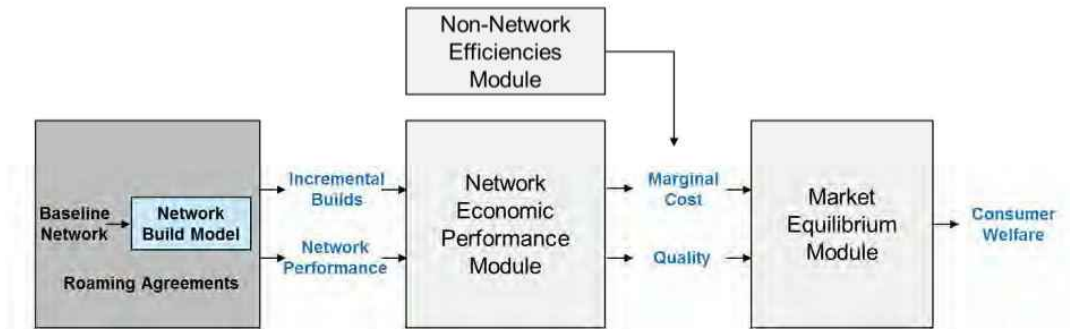 Non-Network
Efficiencies
Module
Baseline
Network
Network
Build Model
Roaming Agreements
Incremental
Builds
Network
Performance
Network
Economic
Performance
Module
Marginal
Cost
Quality
Market
Equilibrium
Module
Consumer
Welfare